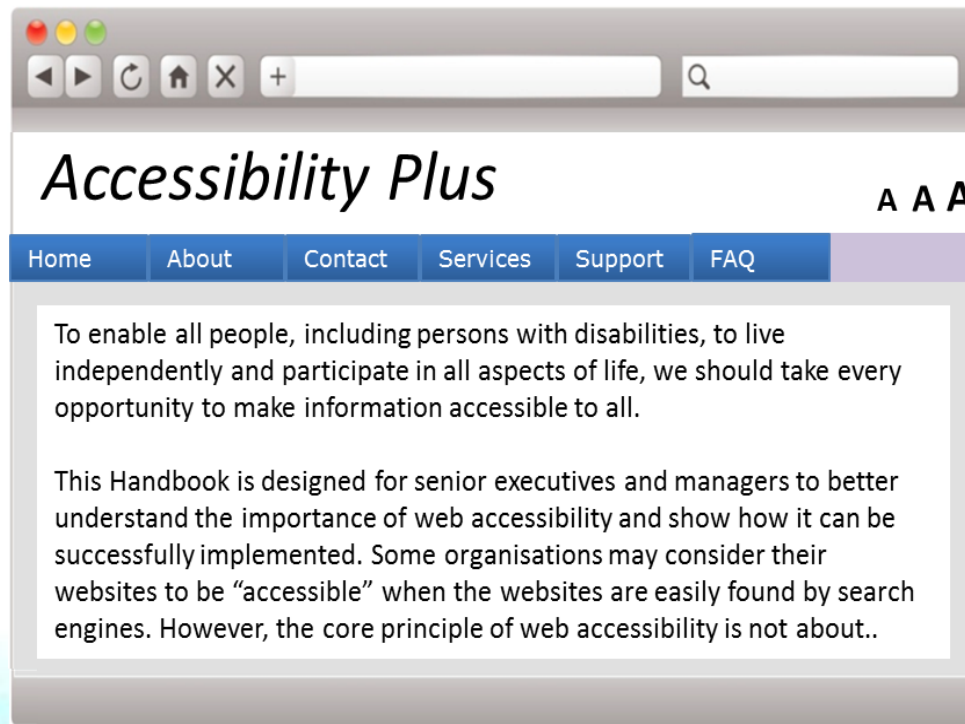 Accessibility Plus
A A A
Home About Contact Services Support FAQ
To enable all people, including persons with disabilities, to live
independently and participate in all aspects of life, we should take every
opportunity to make information accessible to all.
This Handbook is designed for senior executives and managers to better
understand the importance of web accessibility and show how it can be
successfully implemented. Some organisations may consider their
websites to be “accessible” when the websites are easily found by search
engines. However, the core principle of web accessibility is not about..